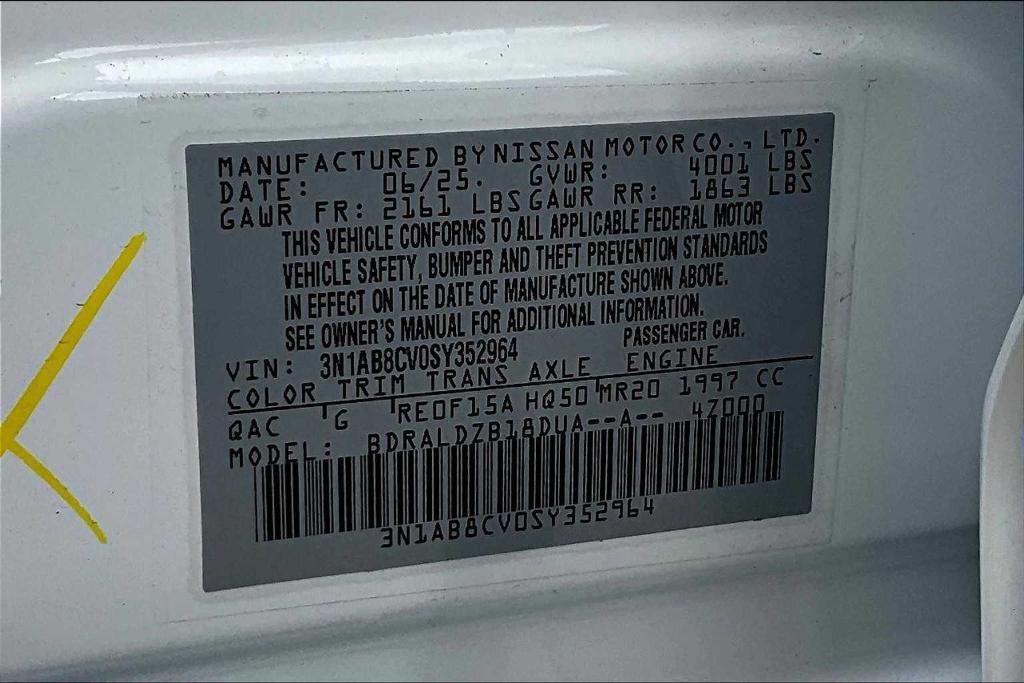 MANUFACTURED BY NISSAN MOTOR CO., LTD.
DATE: 06/25. GVWR: 4001 LBS
GAWR FR: 2161 LBS GAWR RR: 1863 LBS
THIS VEHICLE CONFORMS TO ALL APPLICABLE FEDERAL MOTOR
VEHICLE SAFETY, BUMPER AND THEFT PREVENTION STANDARDS
IN EFFECT ON THE DATE OF MANUFACTURE SHOWN ABOVE.
SEE OWNER'S MANUAL FOR ADDITIONAL INFORMATION.
VIN: 3N1AB8CV0SY352964 PASSENGER CAR.
COLOR TRIM TRANS AXLE ENGINE
QAC G RE0F15A HQ50 MR20 1997 CC
MODEL: BDRALDZB18DUA--A-- 47000
3N1AB8CV0SY352964